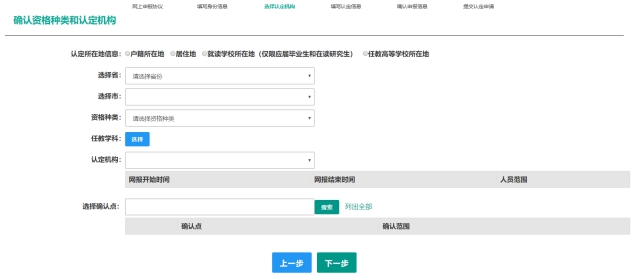 网上申报协议 填写身份信息 选择认定机构 填写认定信息 确认申报信息 提交认定申请
确认资格种类和认定机构
认定所在地信息: 户籍所在地 居住地 就读学校所在地（仅限应届毕业生和在读研究生） 任教高等学校所在地
选择省: 请选择省份
选择市:
资格种类: 请选择资格种类
任教学科: 选择
认定机构:
网报开始时间 网报结束时间 人员范围
选择确认点: 搜索 列出全部
确认点 确认范围
上一步 下一步